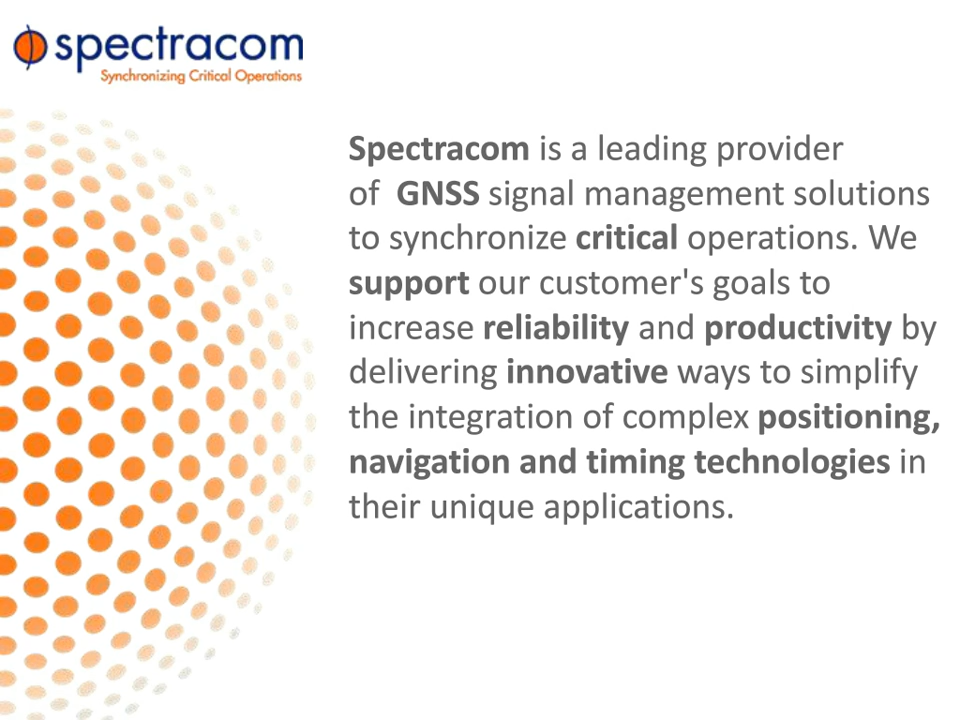 spectracom
Synchronizing Critical Operations
Spectracom is a leading provider
of  GNSS signal management solutions
to synchronize critical operations. We
support our customer's goals to
increase reliability and productivity by
delivering innovative ways to simplify
the integration of complex positioning,
navigation and timing technologies in
their unique applications.